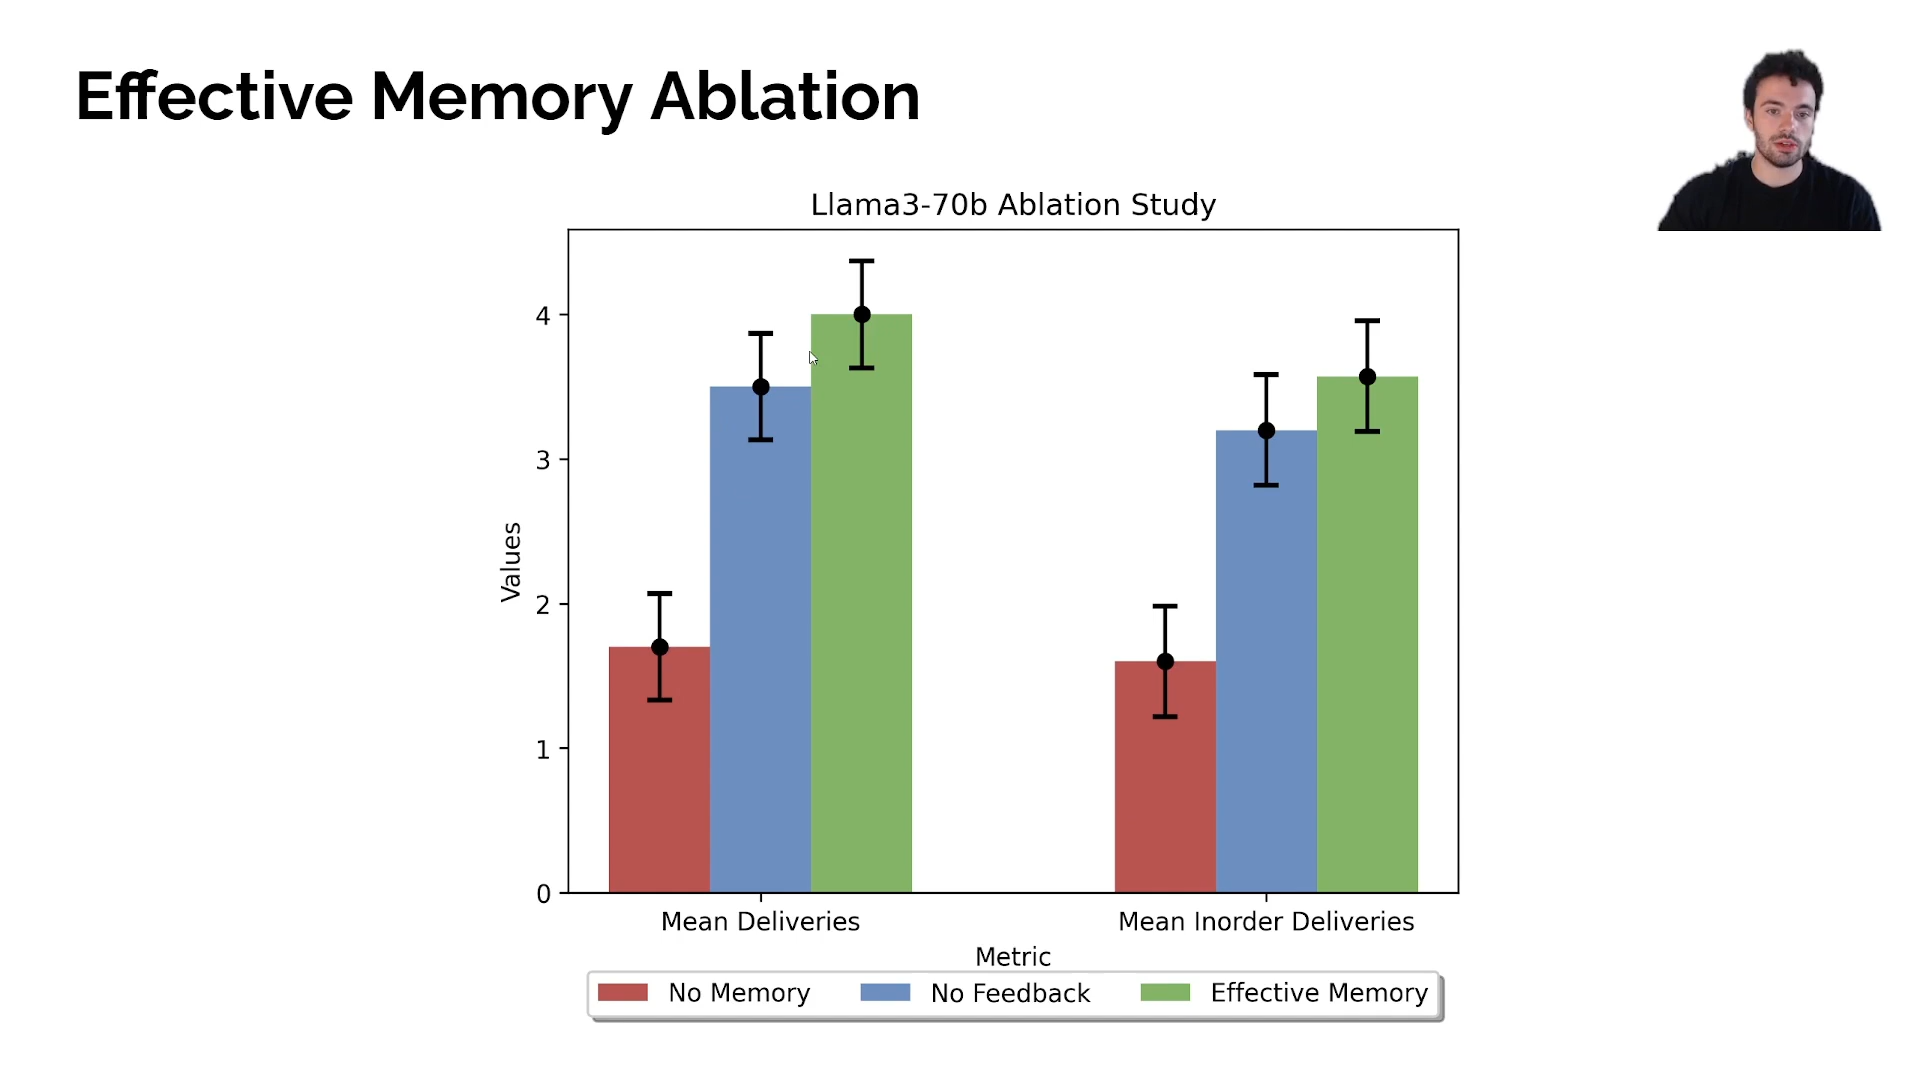 Effective Memory Ablation
Llama3-70b Ablation Study
4
3
2
1
0
Values
Mean Deliveries
Mean Inorder Deliveries
Metric
No Memory
No Feedback
Effective Memory